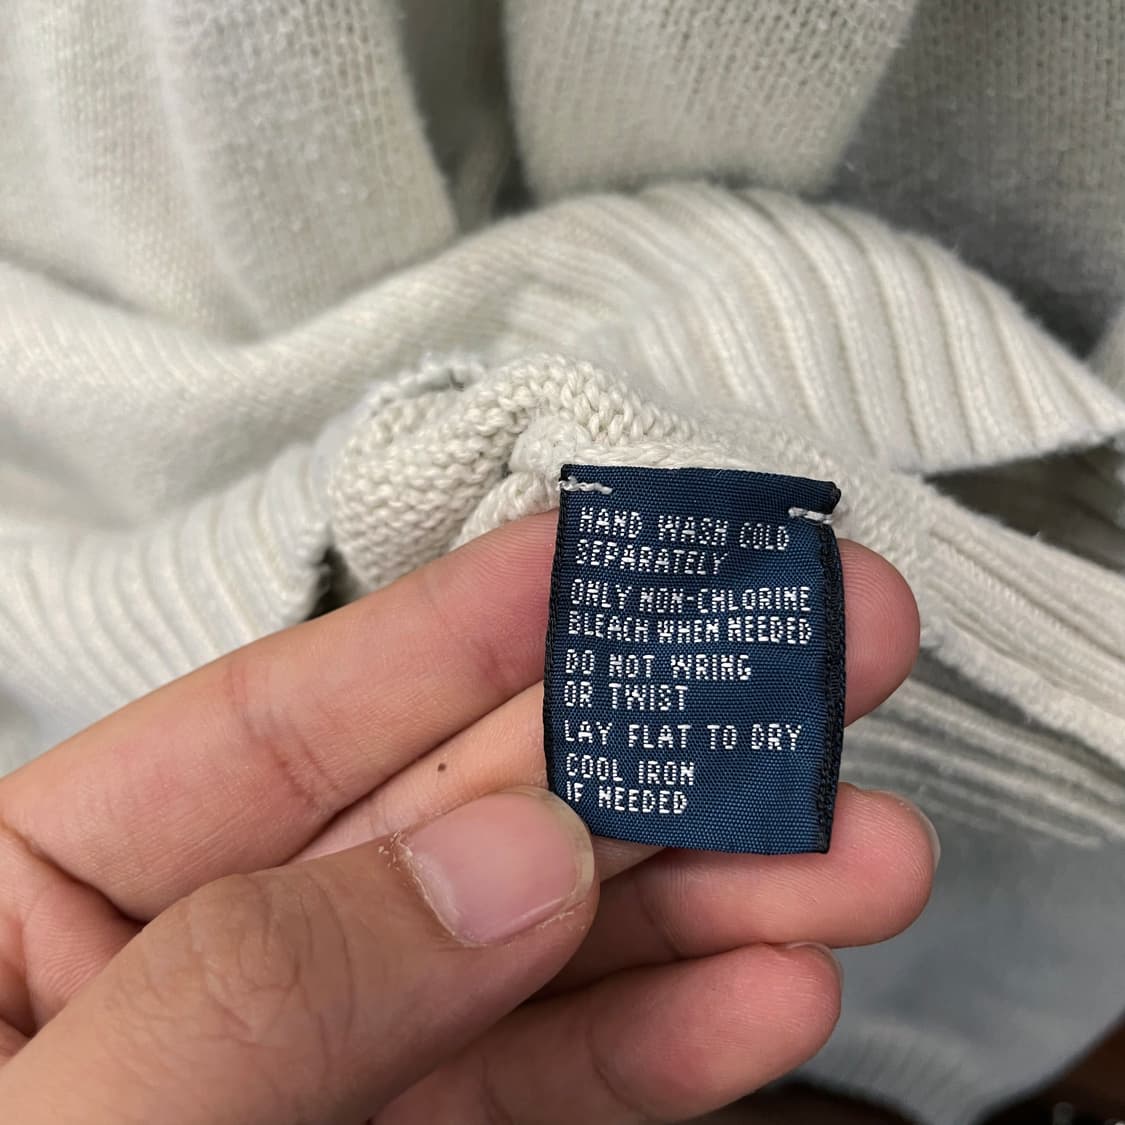 HAND WASH COLD
SEPARATELY
ONLY NON-CHLORINE
BLEACH WHEN NEEDED
DO NOT WRING
OR TWIST
LAY FLAT TO DRY
COOL IRON
IF NEEDED